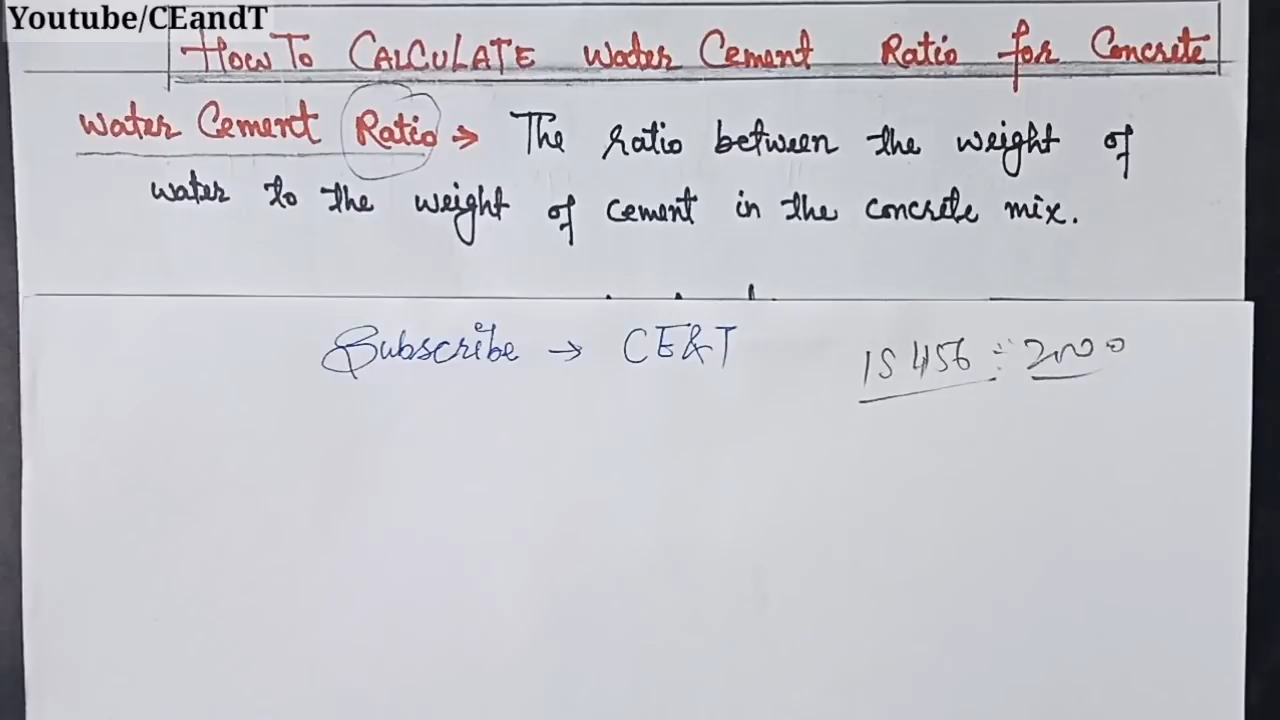 Youtube/CEandT
How To CALCULATE Water Cement Ratio for Concrete
Water Cement Ratio → The ratio between the weight of
water to the weight of cement in the concrete mix.
Subscribe → CE&T
IS 456 : 2000